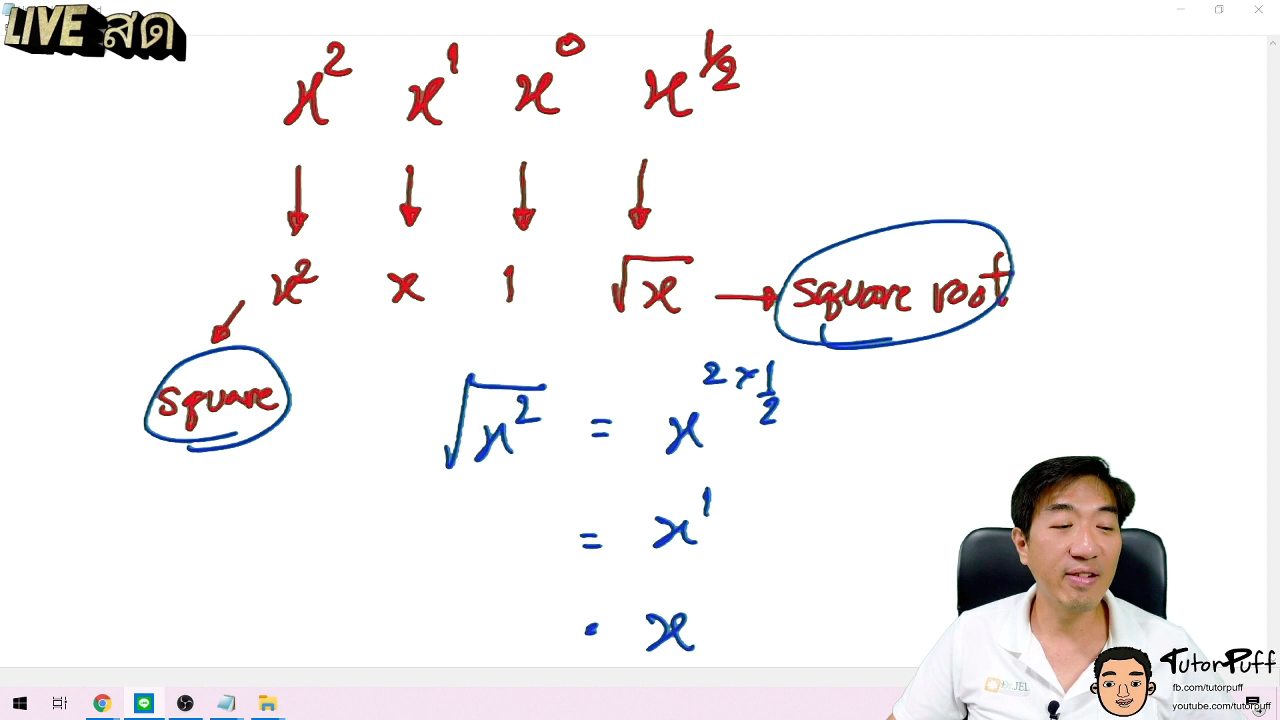 LIVE สด
x² x¹ x⁰ x^½
x² x 1 √x → square root
square
√x² = x^(2×½)
= x¹
= x
JEL
TutorPuff
fb.com/tutorpuff
youtube.com/tutorpuff